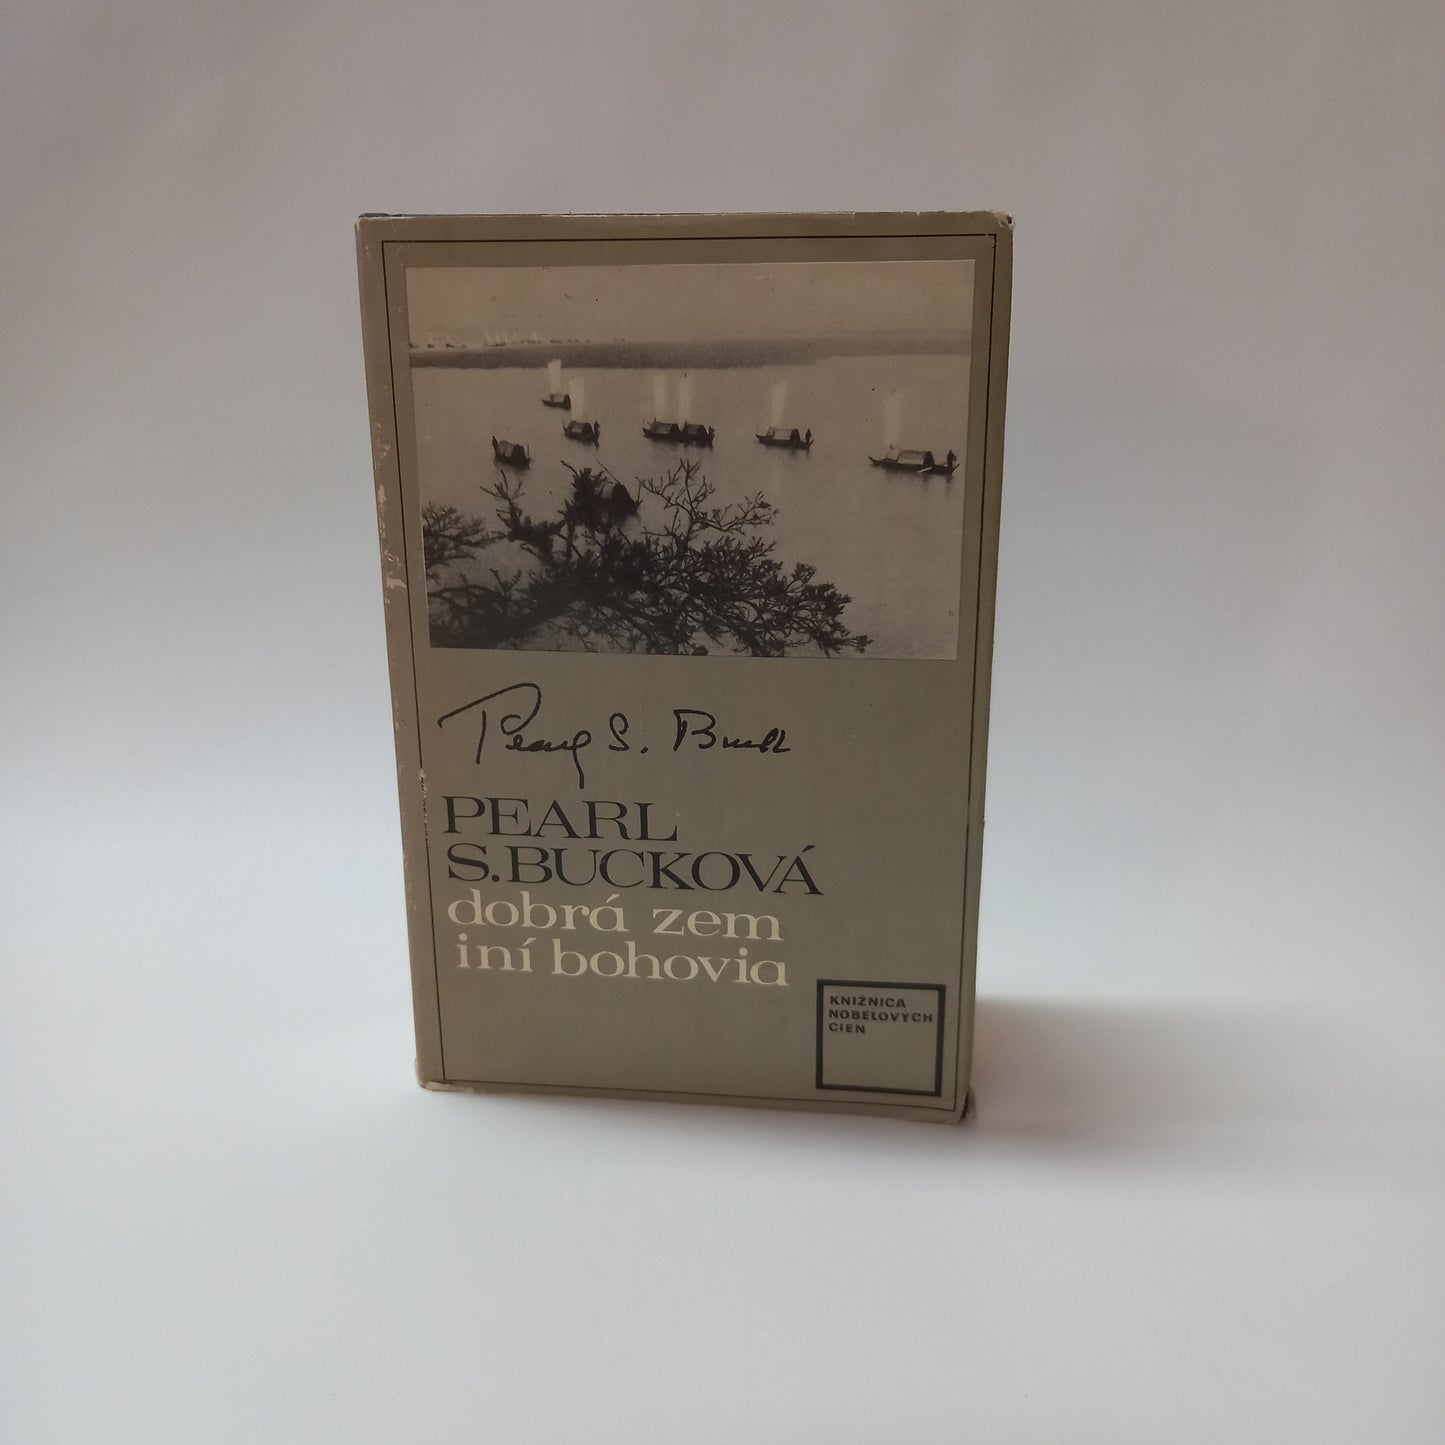 Pearl S. Buck
PEARL
S.BUCKOVÁ
dobrá zem
iní bohovia
KNIŽNICA
NOBELOVÝCH
CIEN